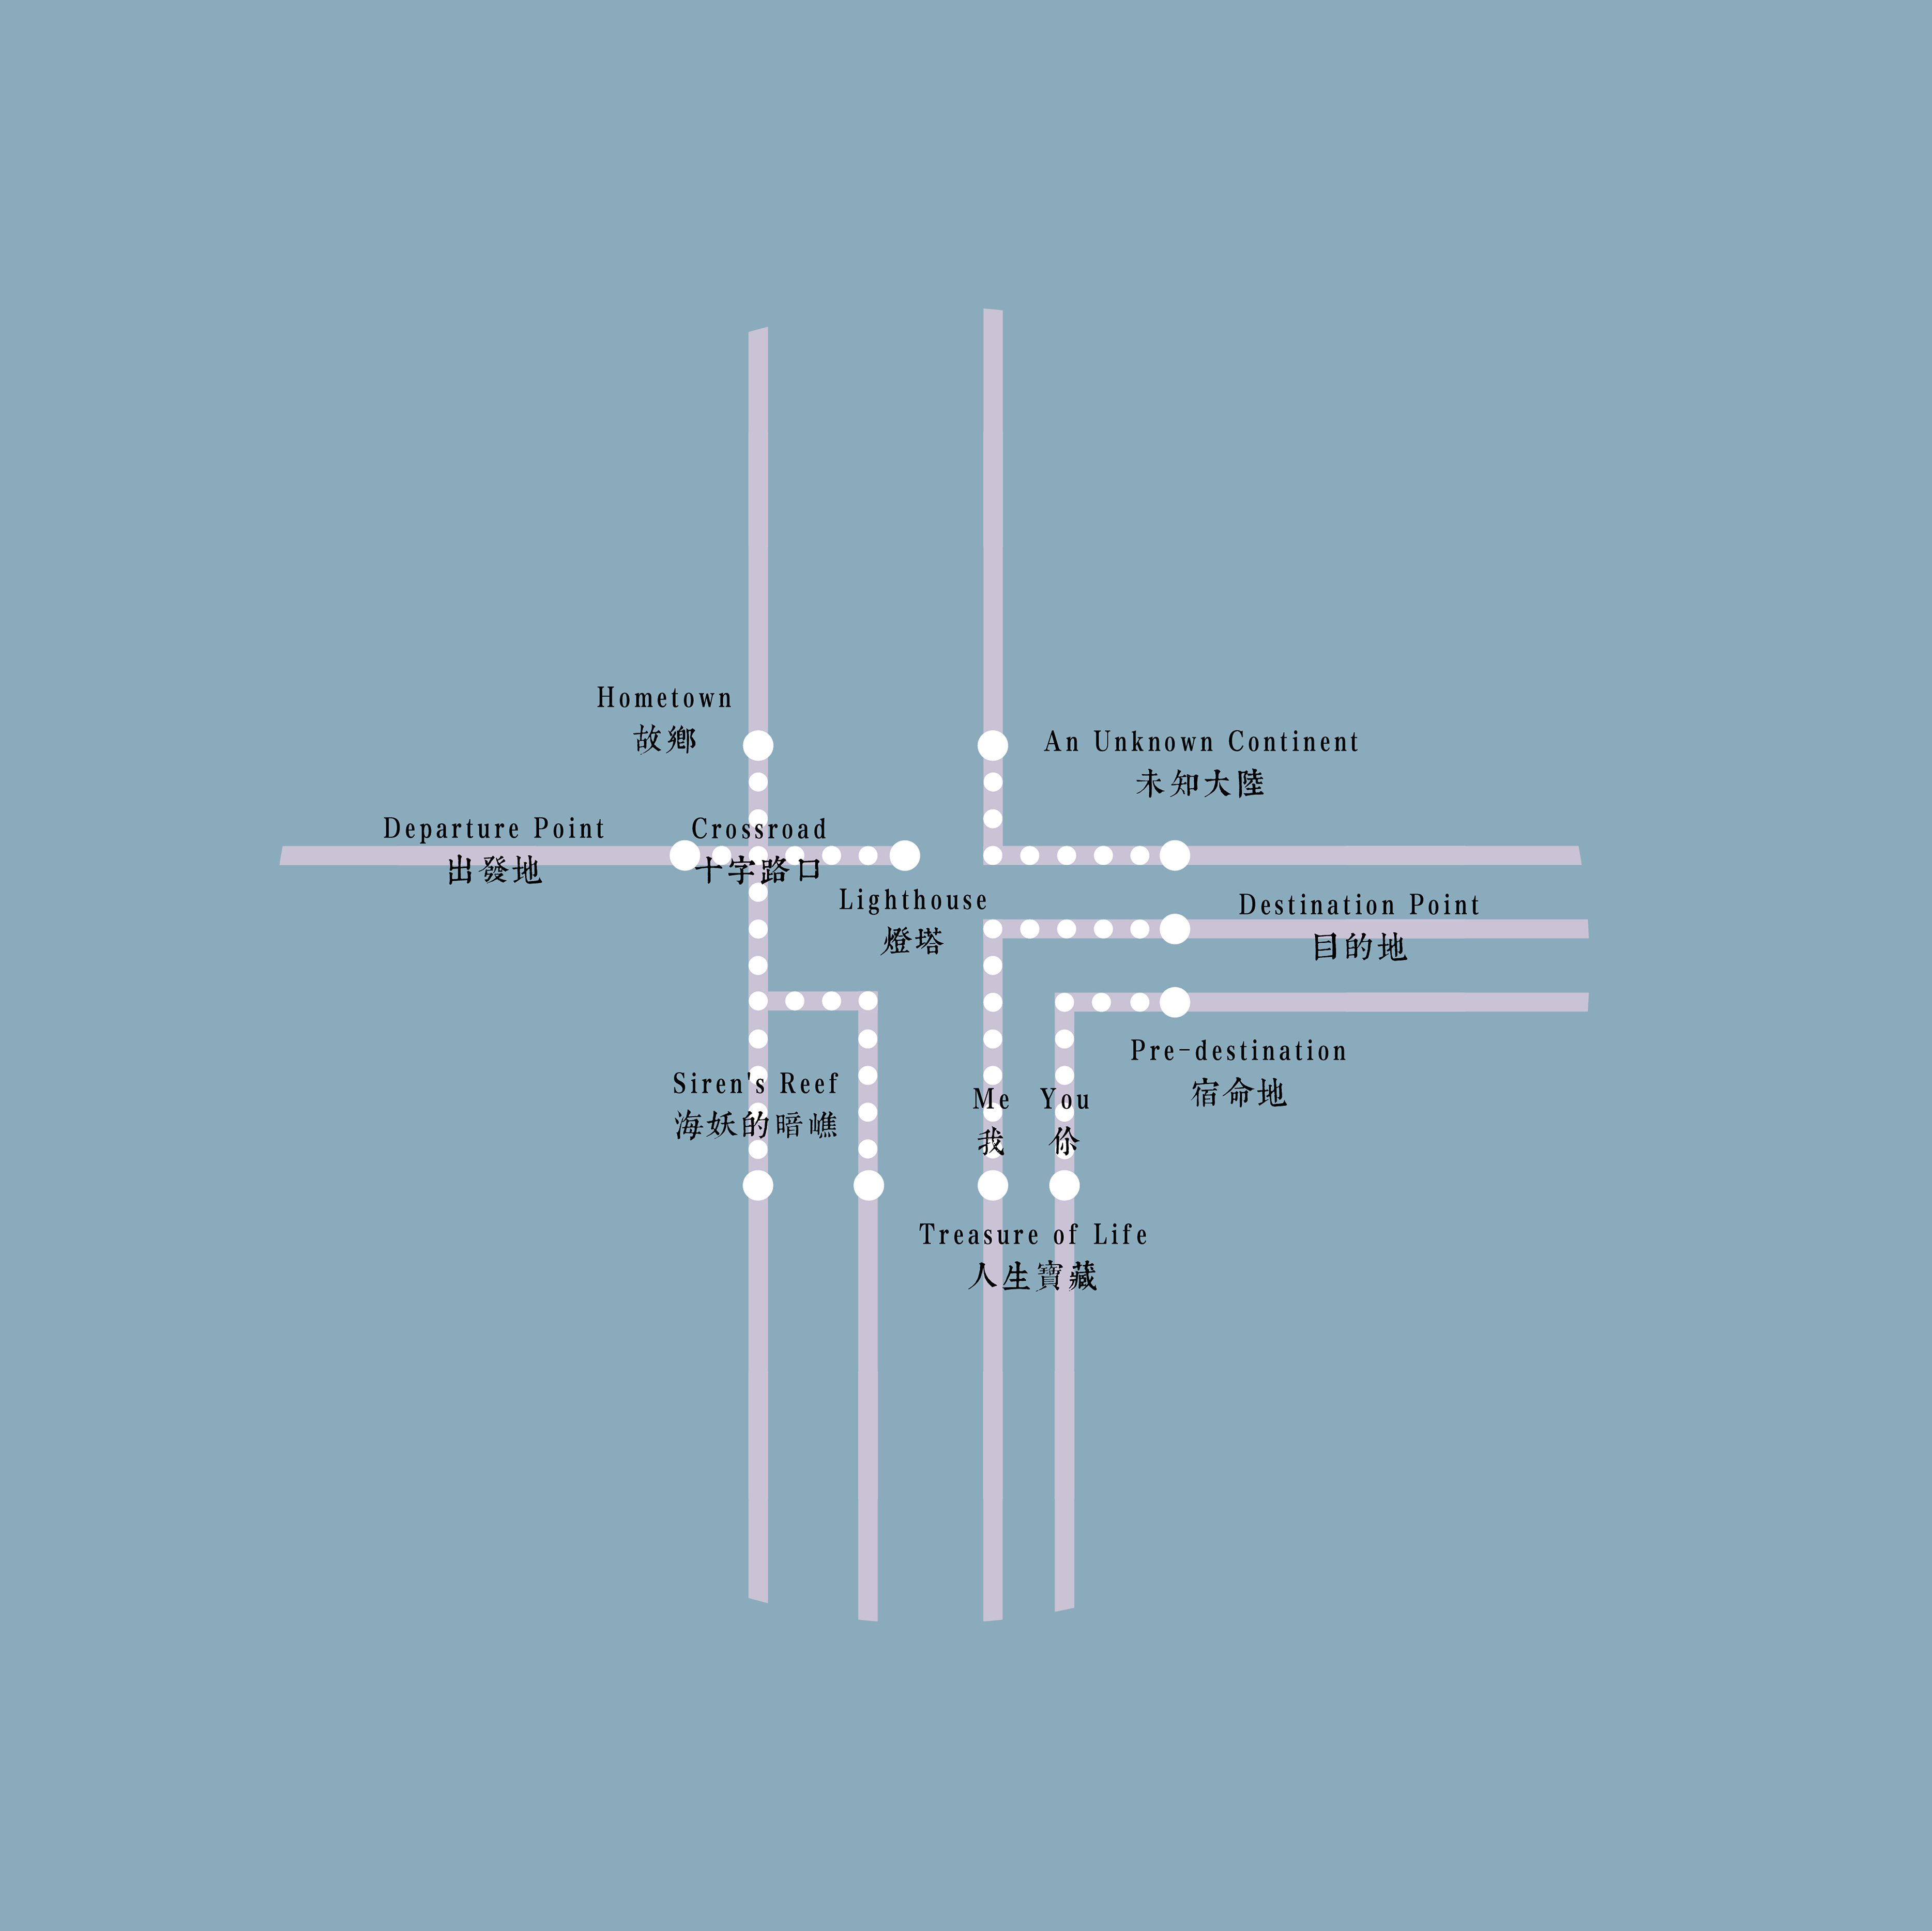 Hometown
故鄉
An Unknown Continent
未知大陸
Departure Point
出發地
Crossroad
十字路口
Lighthouse
燈塔
Destination Point
目的地
Pre-destination
宿命地
Siren's Reef
海妖的暗嶕
Me
我
You
你
Treasure of Life
人生寶藏